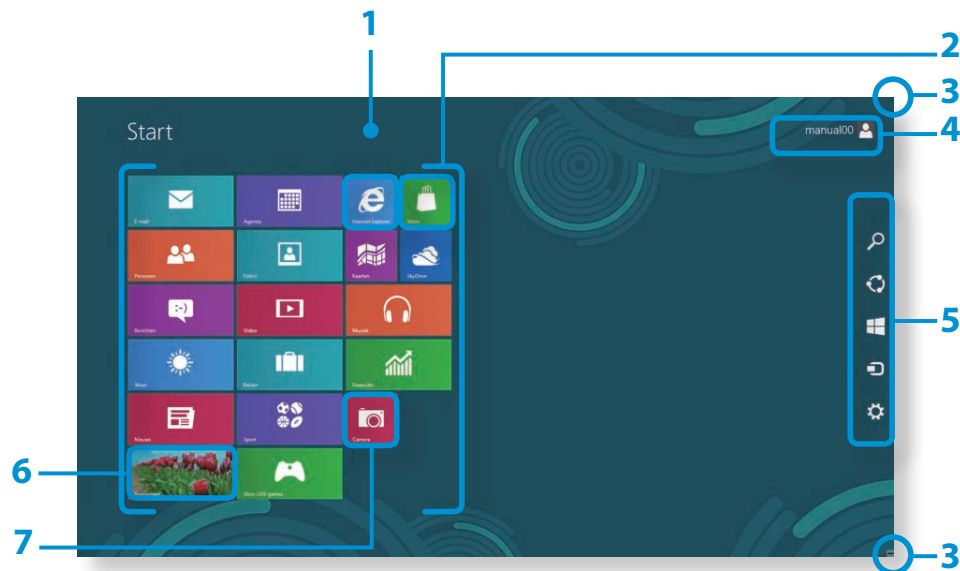 1
2
3
Start
manual00
4
E-mail
Agenda
Internet Explorer
Store
Personen
Foto's
Kaarten
SkyDrive
Berichten
Video
Muziek
5
Weer
Reizen
Financiën
Nieuws
Sport
Camera
6
Bureaublad
Xbox LIVE-games
7
3